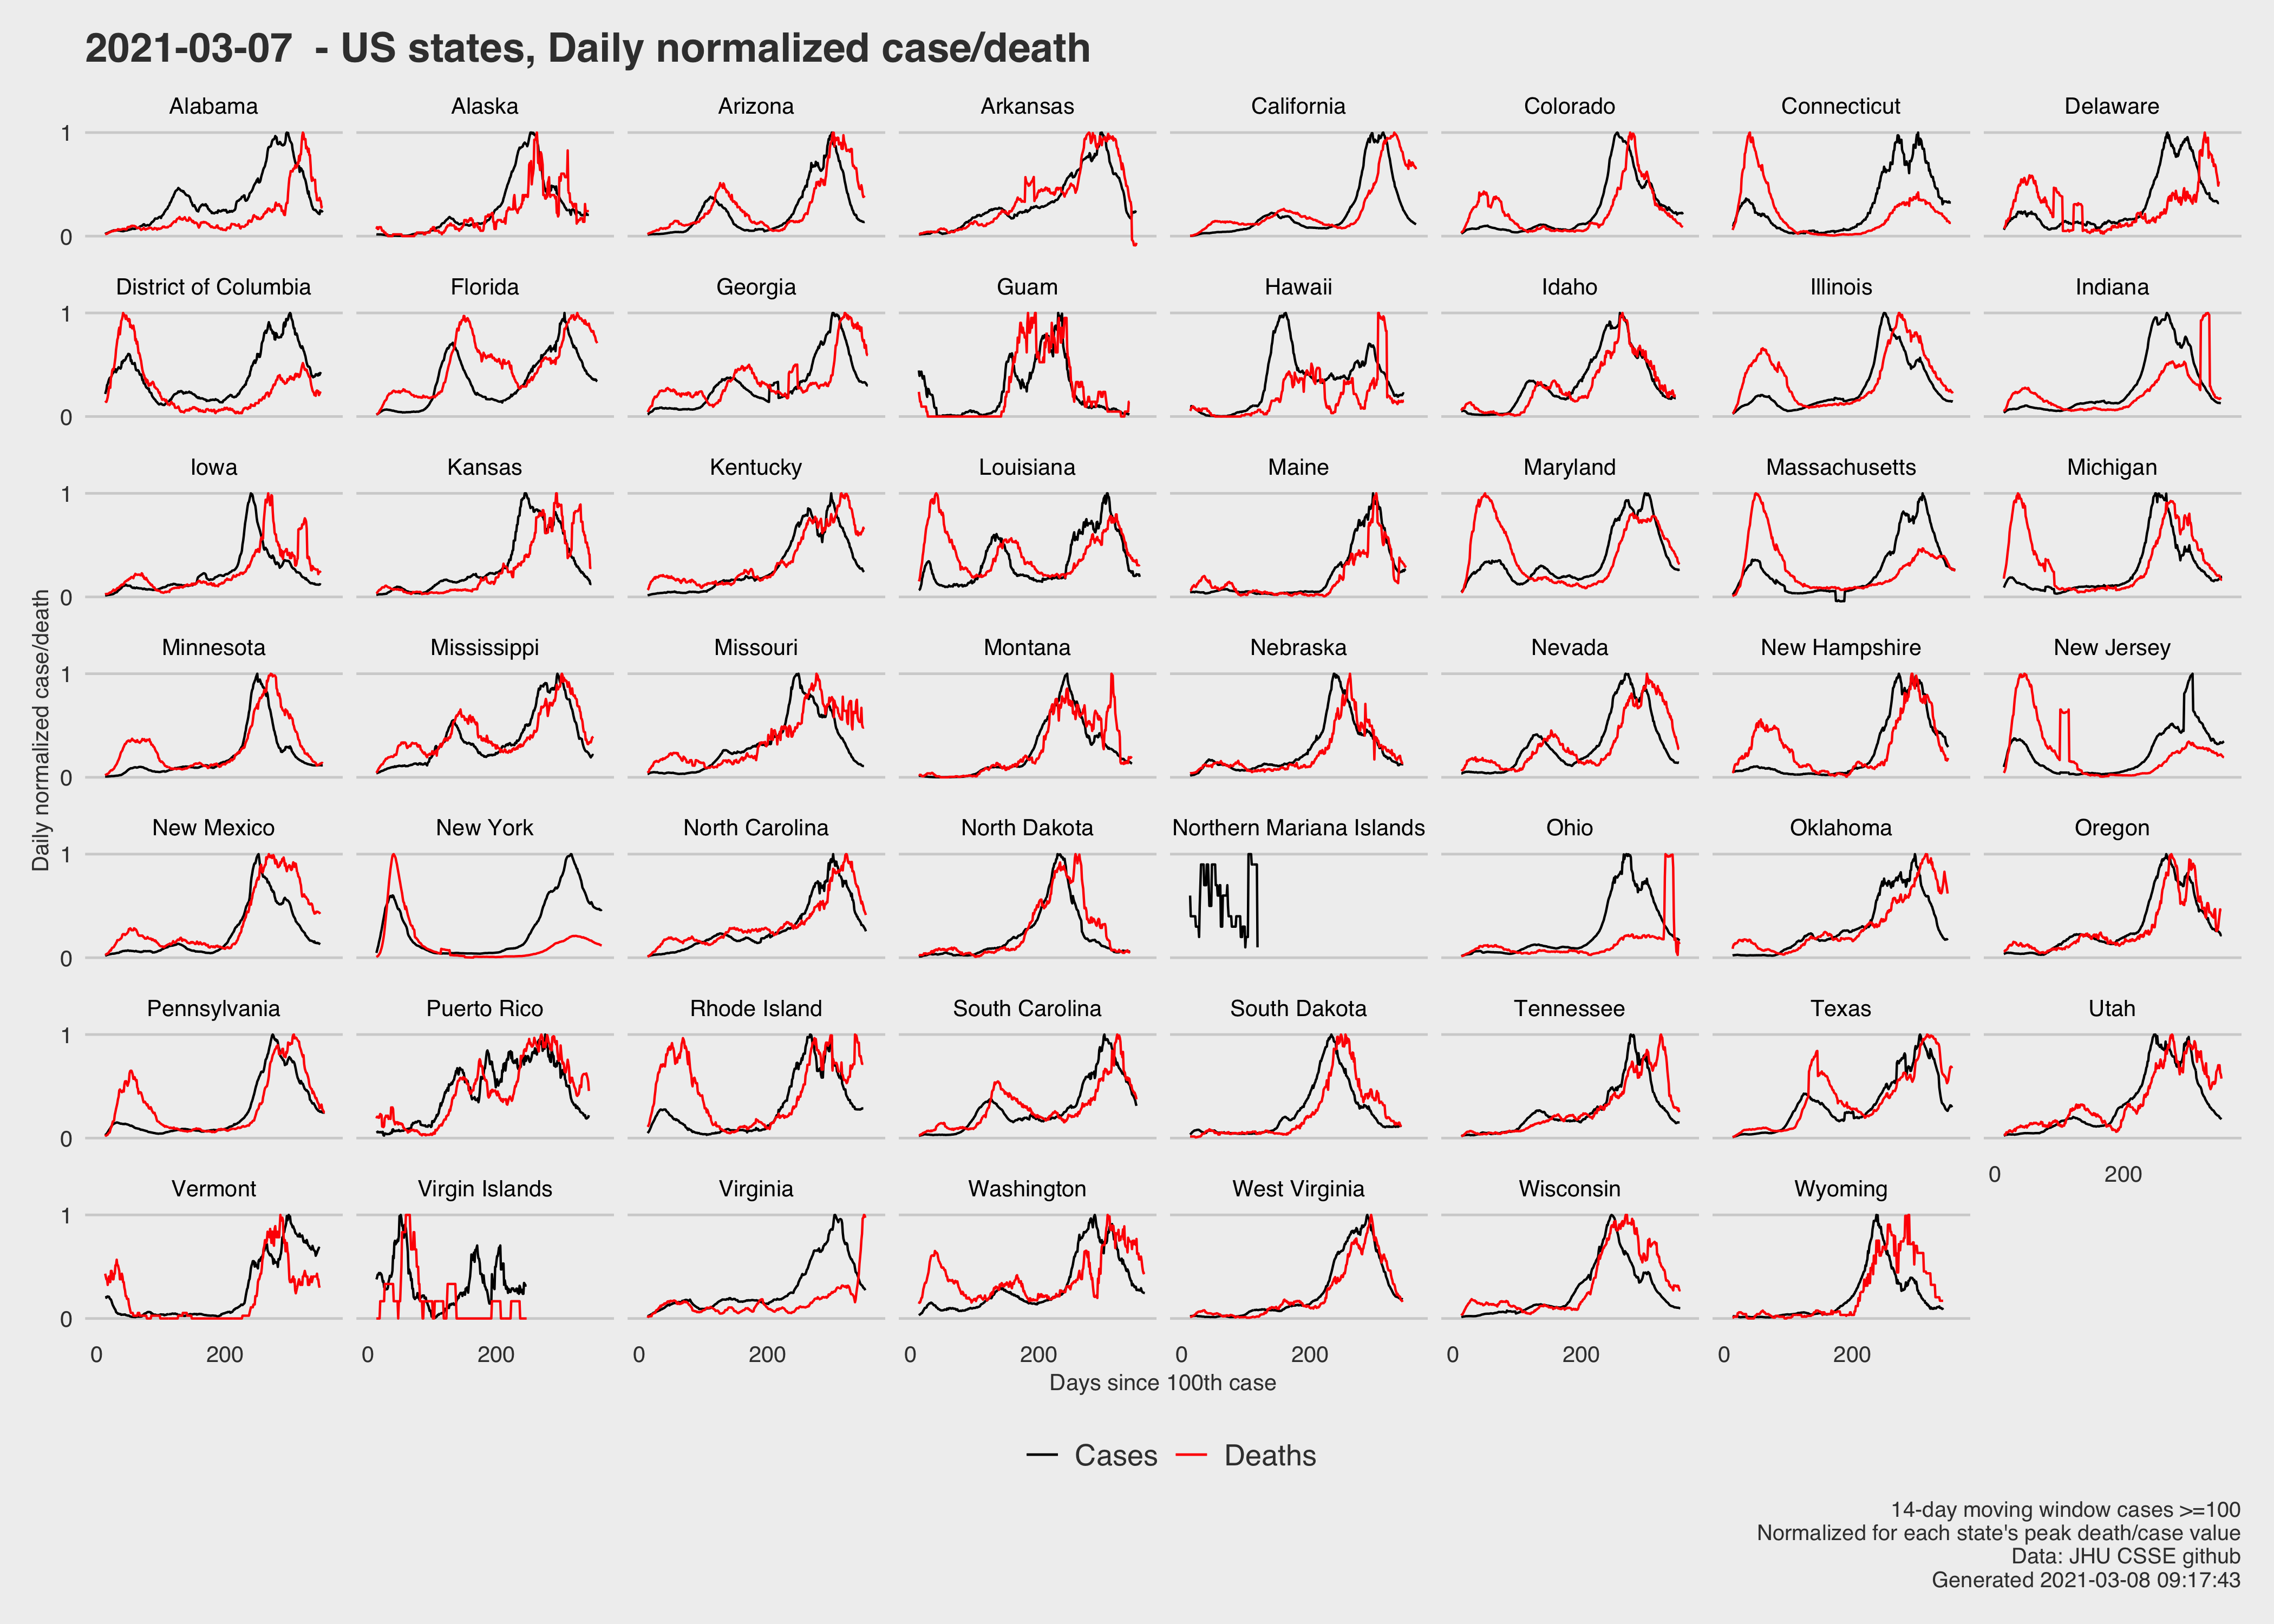 2021-03-07  - US states, Daily normalized case/death
Alabama Alaska Arizona Arkansas California Colorado Connecticut Delaware
1
0
District of Columbia Florida Georgia Guam Hawaii Idaho Illinois Indiana
1
0
Iowa Kansas Kentucky Louisiana Maine Maryland Massachusetts Michigan
1
0
Daily normalized case/death
Minnesota Mississippi Missouri Montana Nebraska Nevada New Hampshire New Jersey
1
0
New Mexico New York North Carolina North Dakota Northern Mariana Islands Ohio Oklahoma Oregon
1
0
Pennsylvania Puerto Rico Rhode Island South Carolina South Dakota Tennessee Texas Utah
1
0
0 200
Vermont Virgin Islands Virginia Washington West Virginia Wisconsin Wyoming
1
0
0 200 0 200 0 200 0 200 0 200 0 200 0 200
Days since 100th case
Cases Deaths
14-day moving window cases >=100
Normalized for each state's peak death/case value
Data: JHU CSSE github
Generated 2021-03-08 09:17:43